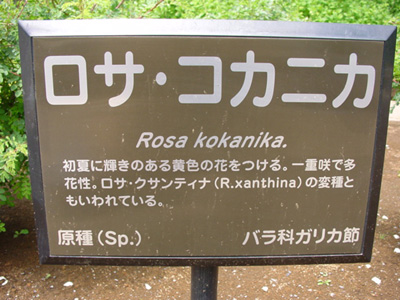 ロサ・コカニカ
Rosa kokanika.
初夏に輝きのある黄色の花をつける。一重咲で多
花性。ロサ・クサンティナ(R.xanthina)の変種と
もいわれている。
原種(Sp.) バラ科ガリカ節